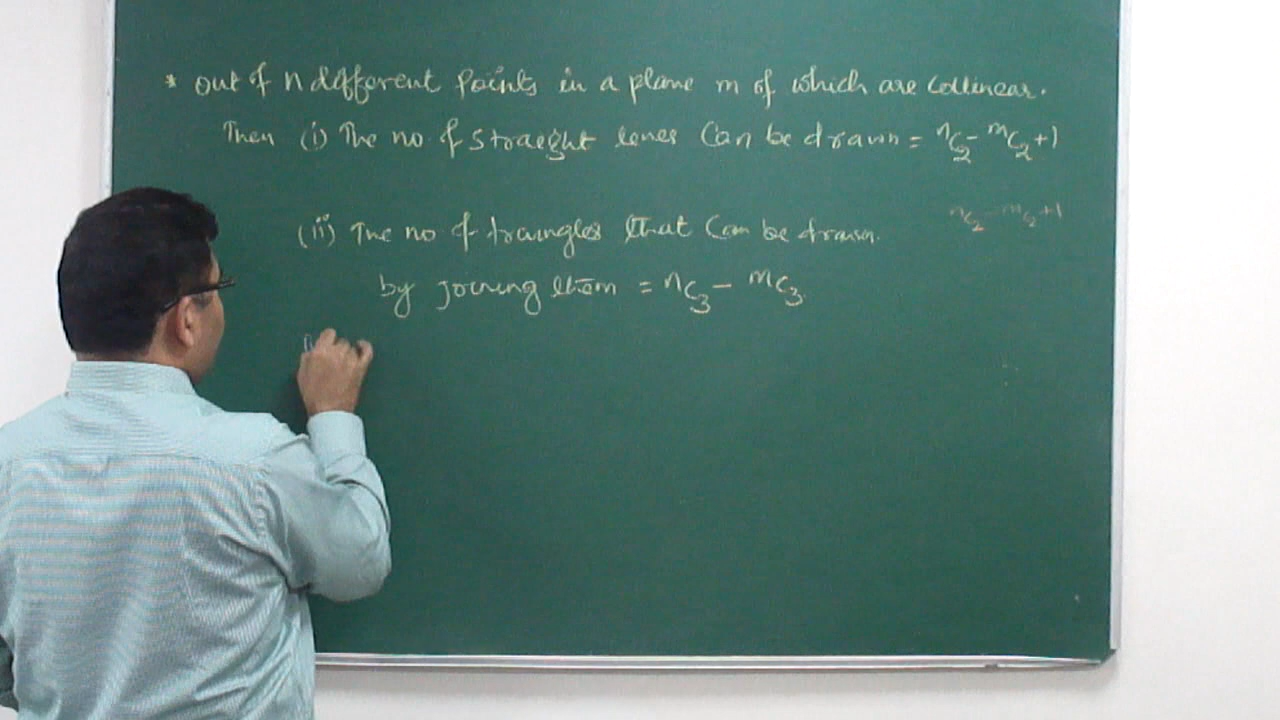 * out of n different points in a plane m of which are collinear.
Then (i) The no. of straight lines can be drawn = ⁿC₂ - ᵐC₂ + 1
ⁿC₂ - ᵐC₂ + 1
(ii) The no of triangles that can be drawn.
by joining them = ⁿC₃ - ᵐC₃.